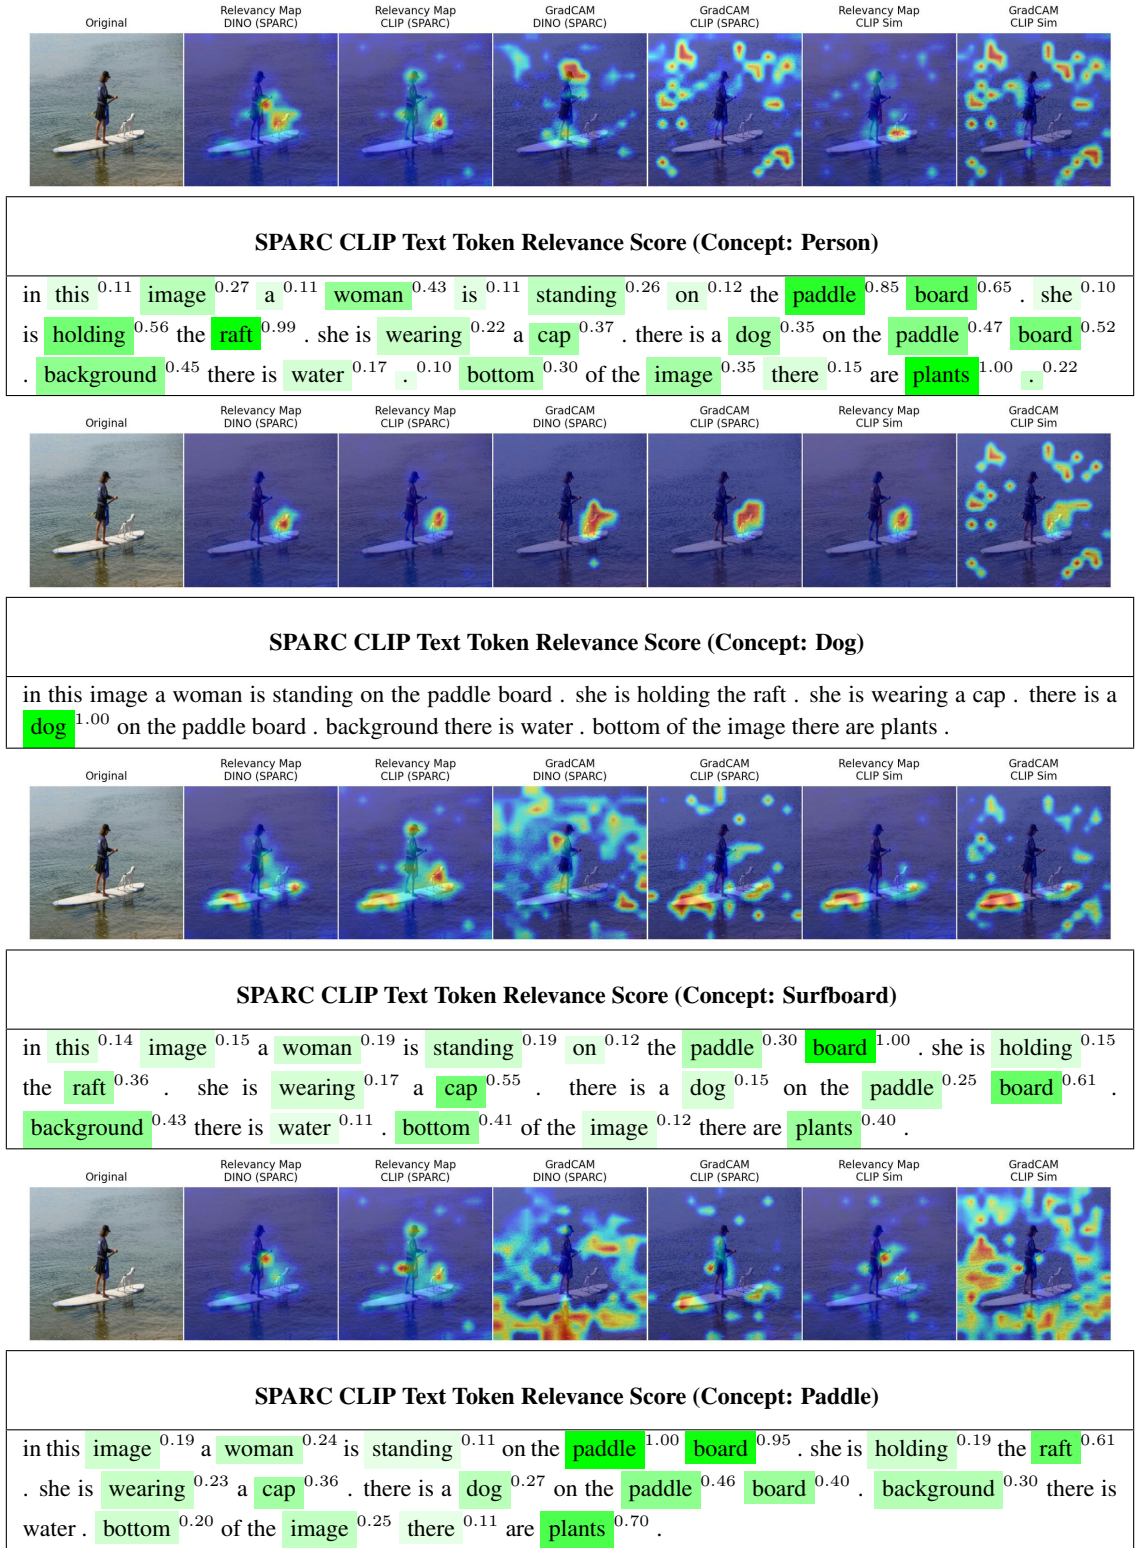 Original Relevancy Map DINO (SPARC) Relevancy Map CLIP (SPARC) GradCAM DINO (SPARC) GradCAM CLIP (SPARC) Relevancy Map CLIP Sim GradCAM CLIP Sim
SPARC CLIP Text Token Relevance Score (Concept: Person)
in this 0.11 image 0.27 a 0.11 woman 0.43 is 0.11 standing 0.26 on 0.12 the paddle 0.85 board 0.65 . she 0.10
is holding 0.56 the raft 0.99 . she is wearing 0.22 a cap 0.37 . there is a dog 0.35 on the paddle 0.47 board 0.52
. background 0.45 there is water 0.17 . 0.10 bottom 0.30 of the image 0.35 there 0.15 are plants 1.00 . 0.22
Original Relevancy Map DINO (SPARC) Relevancy Map CLIP (SPARC) GradCAM DINO (SPARC) GradCAM CLIP (SPARC) Relevancy Map CLIP Sim GradCAM CLIP Sim
SPARC CLIP Text Token Relevance Score (Concept: Dog)
in this image a woman is standing on the paddle board . she is holding the raft . she is wearing a cap . there is a
dog 1.00 on the paddle board . background there is water . bottom of the image there are plants .
Original Relevancy Map DINO (SPARC) Relevancy Map CLIP (SPARC) GradCAM DINO (SPARC) GradCAM CLIP (SPARC) Relevancy Map CLIP Sim GradCAM CLIP Sim
SPARC CLIP Text Token Relevance Score (Concept: Surfboard)
in this 0.14 image 0.15 a woman 0.19 is standing 0.19 on 0.12 the paddle 0.30 board 1.00 . she is holding 0.15
the raft 0.36 . she is wearing 0.17 a cap 0.55 . there is a dog 0.15 on the paddle 0.25 board 0.61 .
background 0.43 there is water 0.11 . bottom 0.41 of the image 0.12 there are plants 0.40 .
Original Relevancy Map DINO (SPARC) Relevancy Map CLIP (SPARC) GradCAM DINO (SPARC) GradCAM CLIP (SPARC) Relevancy Map CLIP Sim GradCAM CLIP Sim
SPARC CLIP Text Token Relevance Score (Concept: Paddle)
in this image 0.19 a woman 0.24 is standing 0.11 on the paddle 1.00 board 0.95 . she is holding 0.19 the raft 0.61
. she is wearing 0.23 a cap 0.36 . there is a dog 0.27 on the paddle 0.46 board 0.40 . background 0.30 there is
water . bottom 0.20 of the image 0.25 there 0.11 are plants 0.70 .